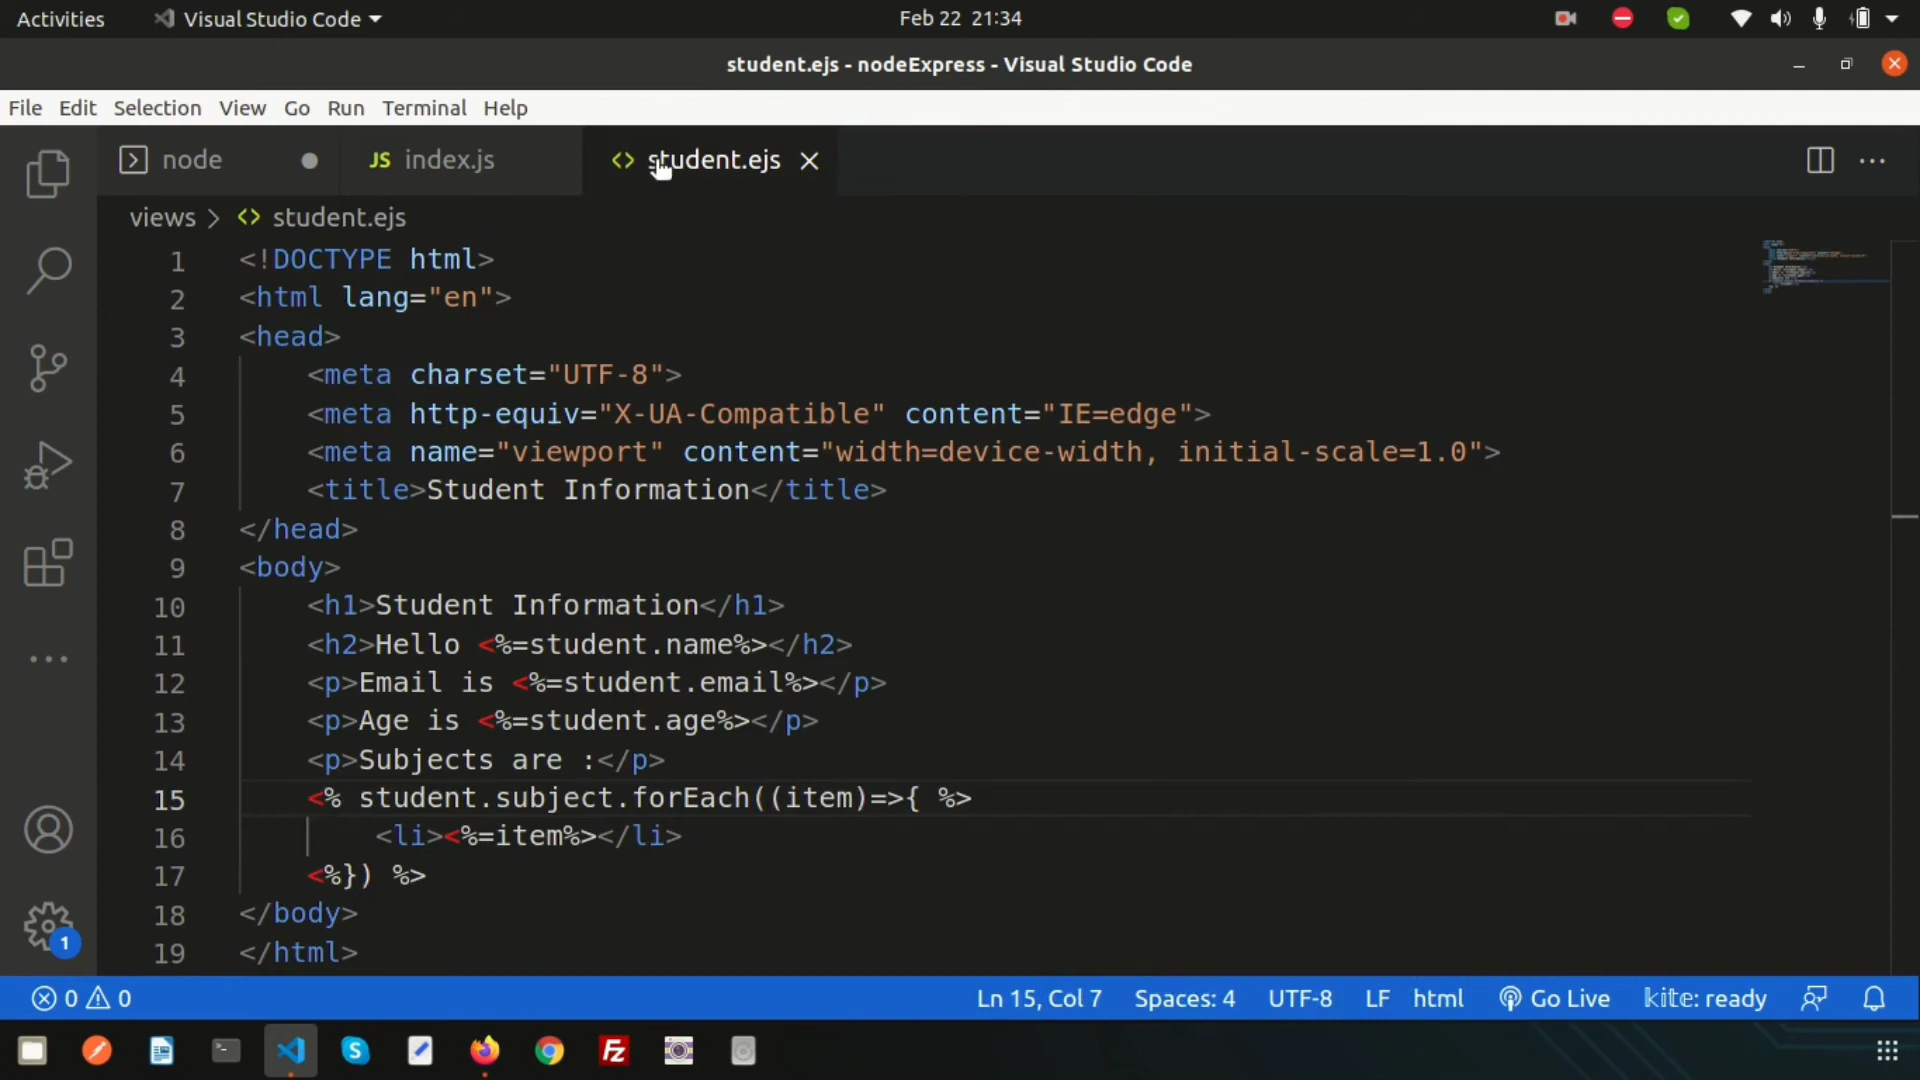 Activities Visual Studio Code Feb 22 21:34
student.ejs - nodeExpress - Visual Studio Code
File Edit Selection View Go Run Terminal Help
node JS index.js <> student.ejs
views > <> student.ejs
1 <!DOCTYPE html>
2 <html lang="en">
3 <head>
4 <meta charset="UTF-8">
5 <meta http-equiv="X-UA-Compatible" content="IE=edge">
6 <meta name="viewport" content="width=device-width, initial-scale=1.0">
7 <title>Student Information</title>
8 </head>
9 <body>
10 <h1>Student Information</h1>
11 <h2>Hello <%=student.name%></h2>
12 <p>Email is <%=student.email%></p>
13 <p>Age is <%=student.age%></p>
14 <p>Subjects are :</p>
15 <% student.subject.forEach((item)=>{ %>
16 <li><%=item%></li>
17 <%}) %>
18 </body>
19 </html>
1
0 0 Ln 15, Col 7 Spaces: 4 UTF-8 LF html Go Live kite: ready